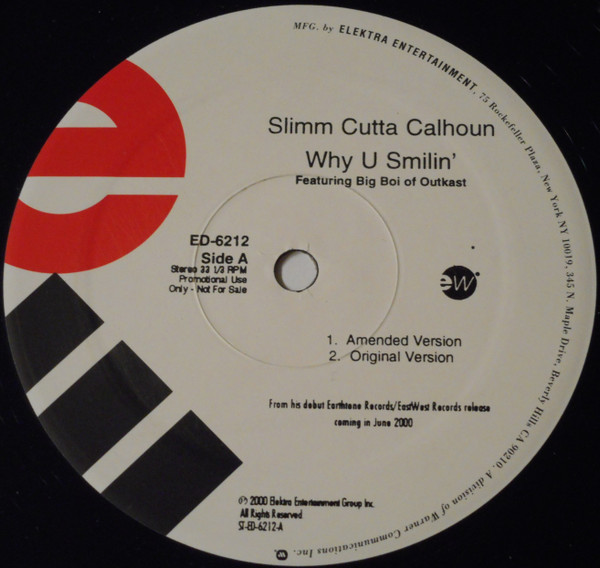 MFG. by ELEKTRA ENTERTAINMENT, 75 Rockefeller Plaza, New York NY 10019, 345 N. Maple Drive, Beverly Hills CA 90210. A division of Warner Communications Inc.
Slimm Cutta Calhoun
Why U Smilin'
Featuring Big Boi of Outkast
ED-6212
Side A
Stereo 33 1/3 RPM
Promotional Use
Only - Not For Sale
ew
1. Amended Version
2. Original Version
From his debut Earthtone Records/EastWest Records release
coming in June 2000
℗ 2000 Elektra Entertainment Group Inc.
All Rights Reserved
ST-ED-6212-A